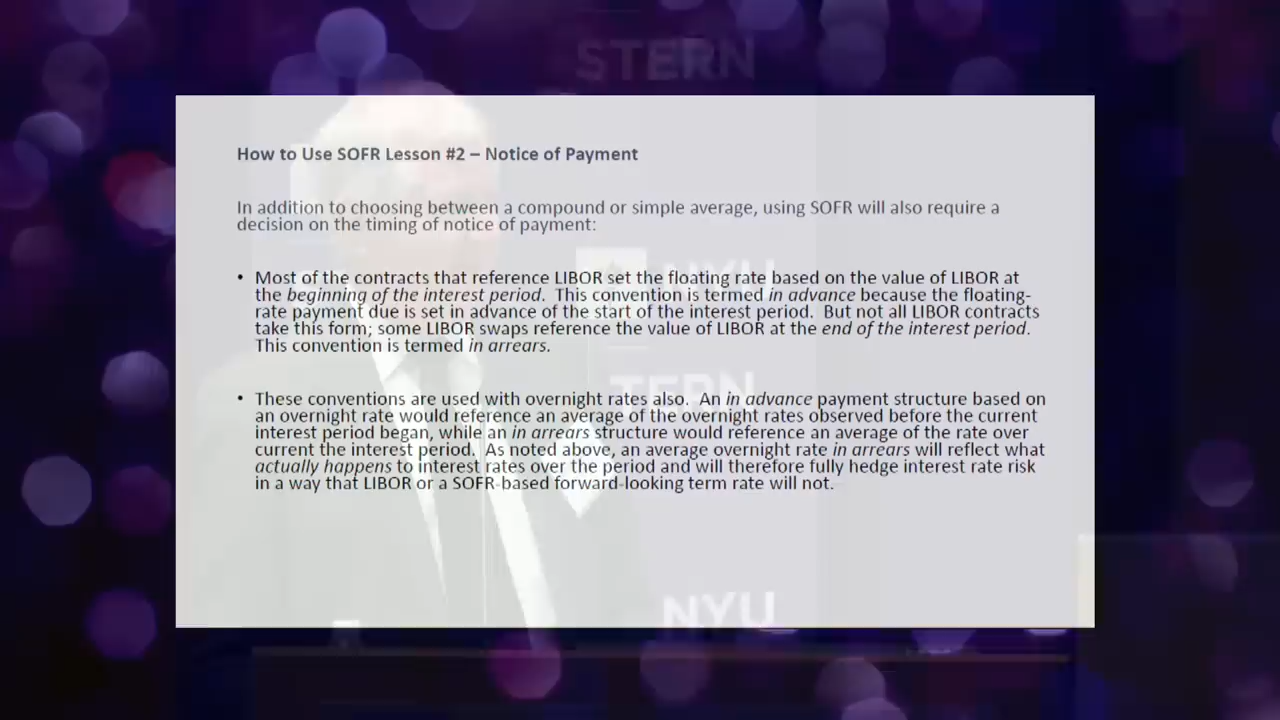 STERN
How to Use SOFR Lesson #2 – Notice of Payment
In addition to choosing between a compound or simple average, using SOFR will also require a
decision on the timing of notice of payment:
• Most of the contracts that reference LIBOR set the floating rate based on the value of LIBOR at
the beginning of the interest period. This convention is termed in advance because the floating-
rate payment due is set in advance of the start of the interest period. But not all LIBOR contracts
take this form; some LIBOR swaps reference the value of LIBOR at the end of the interest period.
This convention is termed in arrears.
• These conventions are used with overnight rates also. An in advance payment structure based on
an overnight rate would reference an average of the overnight rates observed before the current
interest period began, while an in arrears structure would reference an average of the rate over
current the interest period. As noted above, an average overnight rate in arrears will reflect what
actually happens to interest rates over the period and will therefore fully hedge interest rate risk
in a way that LIBOR or a SOFR-based forward-looking term rate will not.
NYU
TERN
NYU